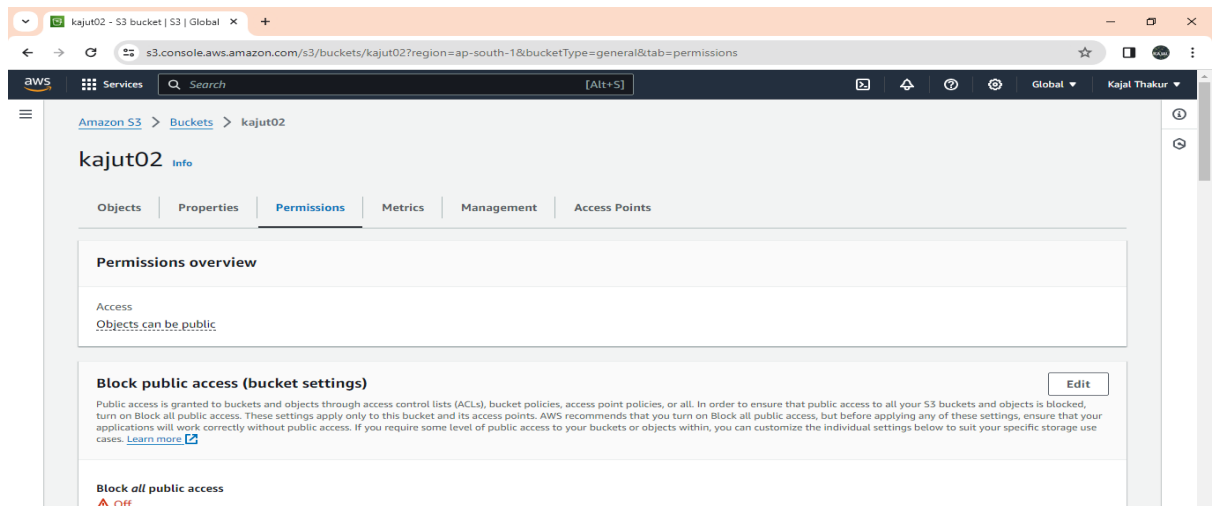 kajut02 - S3 bucket | S3 | Global
s3.console.aws.amazon.com/s3/buckets/kajut02?region=ap-south-1&bucketType=general&tab=permissions
aws Services Search [Alt+S] Global Kajal Thakur
Amazon S3 > Buckets > kajut02
kajut02 Info
Objects Properties Permissions Metrics Management Access Points
Permissions overview
Access
Objects can be public
Block public access (bucket settings) Edit
Public access is granted to buckets and objects through access control lists (ACLs), bucket policies, access point policies, or all. In order to ensure that public access to all your S3 buckets and objects is blocked,
turn on Block all public access. These settings apply only to this bucket and its access points. AWS recommends that you turn on Block all public access, but before applying any of these settings, ensure that your
applications will work correctly without public access. If you require some level of public access to your buckets or objects within, you can customize the individual settings below to suit your specific storage use
cases. Learn more
Block all public access
Off